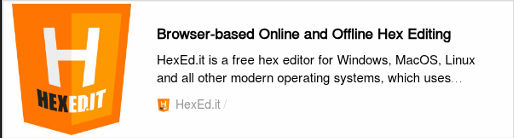 Browser-based Online and Offline Hex Editing
HexEd.it is a free hex editor for Windows, MacOS, Linux
and all other modern operating systems, which uses...
HexEd.it /
H
HEXED.IT